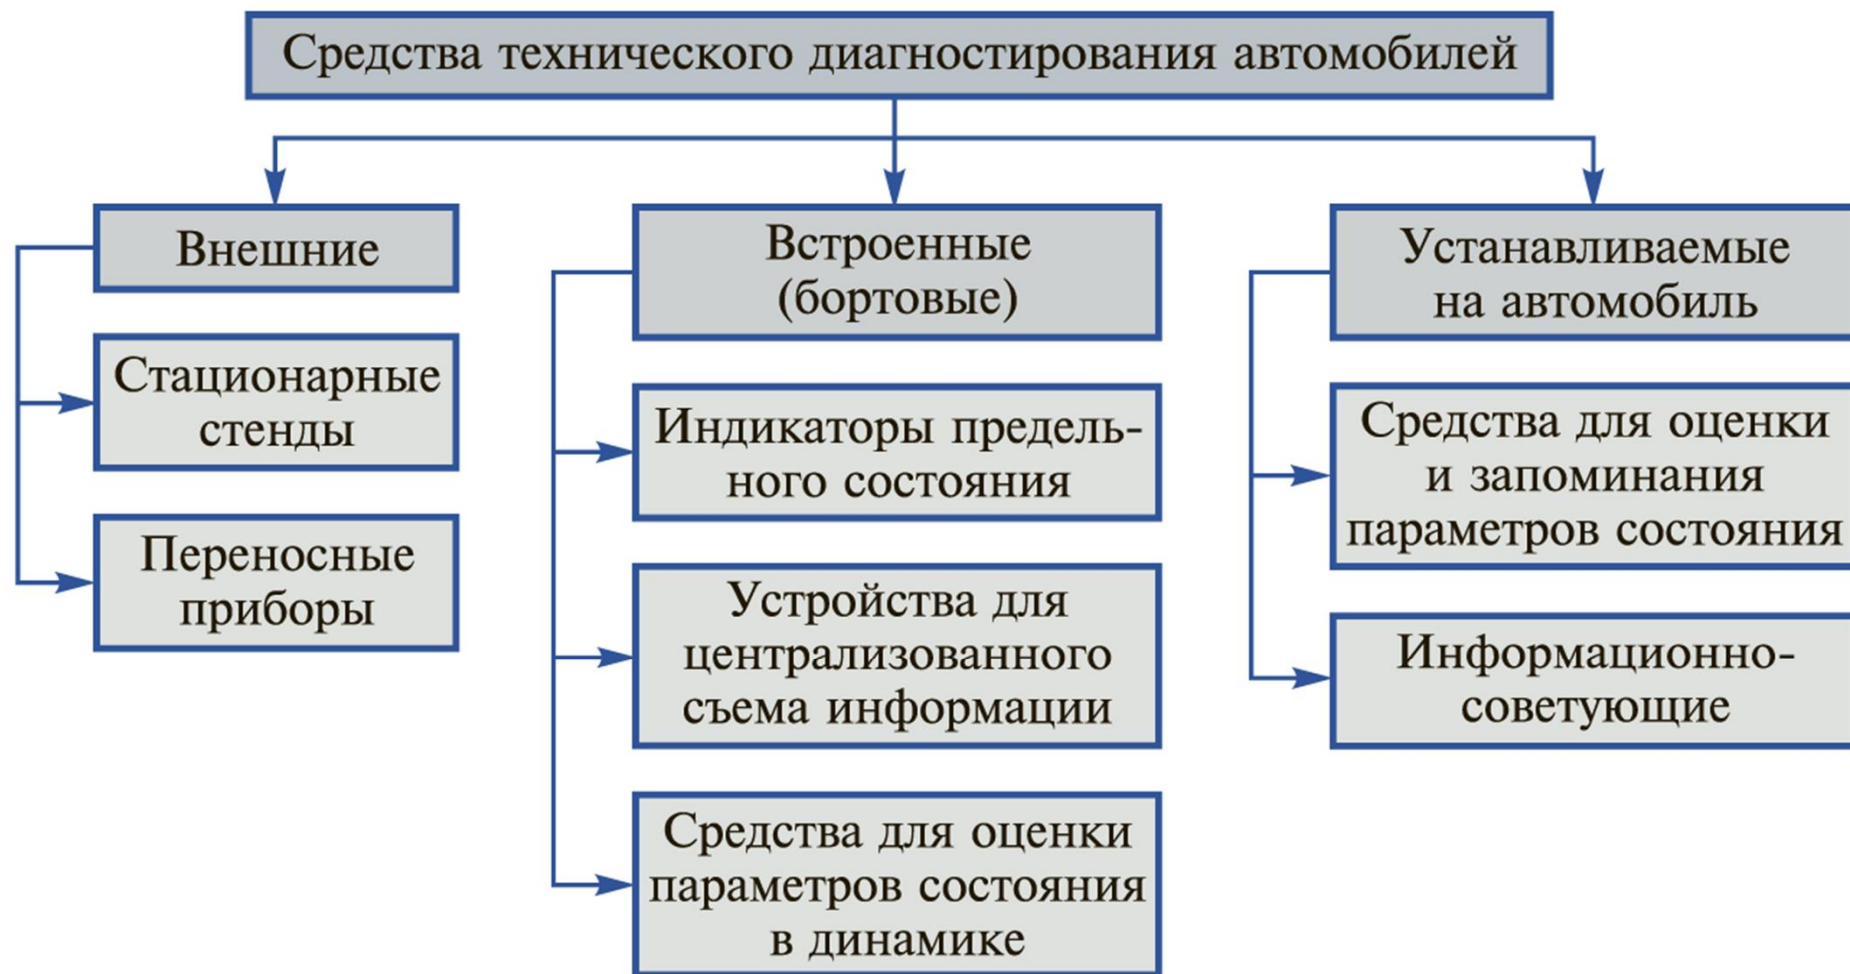 Средства технического диагностирования автомобилей
Внешние
Стационарные
стенды
Переносные
приборы
Встроенные
(бортовые)
Индикаторы предель-
ного состояния
Устройства для
централизованного
съема информации
Средства для оценки
параметров состояния
в динамике
Устанавливаемые
на автомобиль
Средства для оценки
и запоминания
параметров состояния
Информационно-
советующие